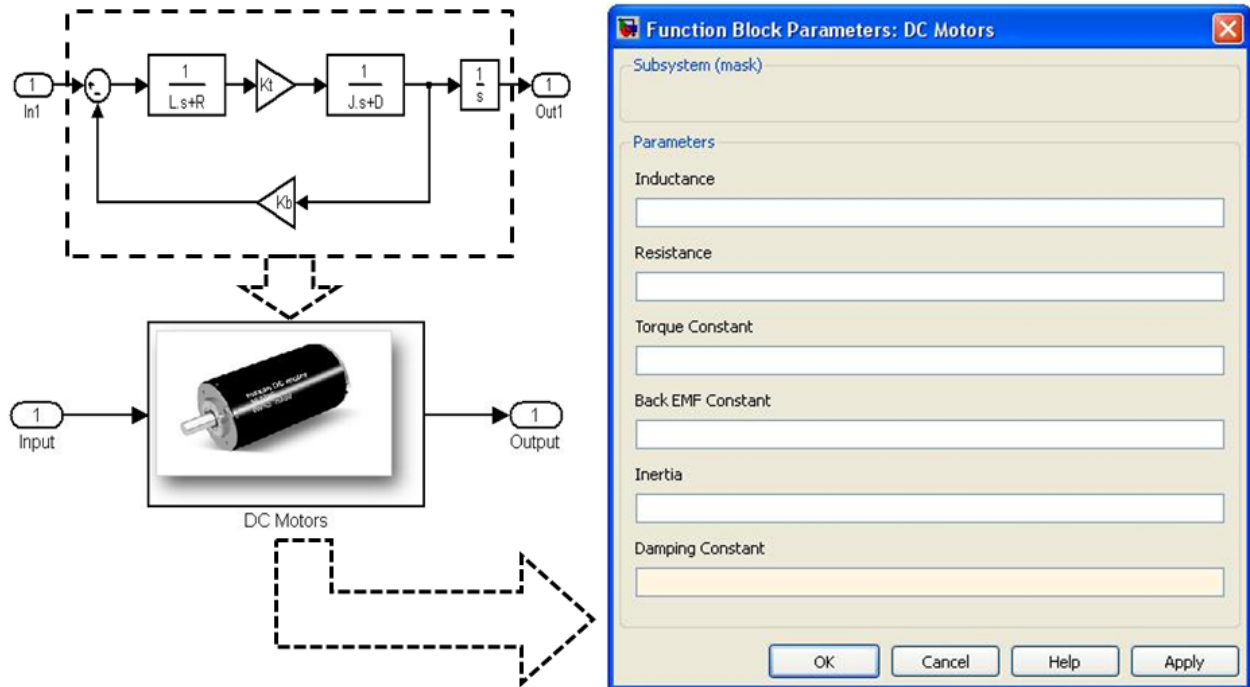 1
In1
+
-
1
L.s+R
Kt
1
J.s+D
1
s
1
Out1
Kb
1
Input
DC Motors
1
Output
Function Block Parameters: DC Motors
Subsystem (mask)
Parameters
Inductance
Resistance
Torque Constant
Back EMF Constant
Inertia
Damping Constant
OK
Cancel
Help
Apply